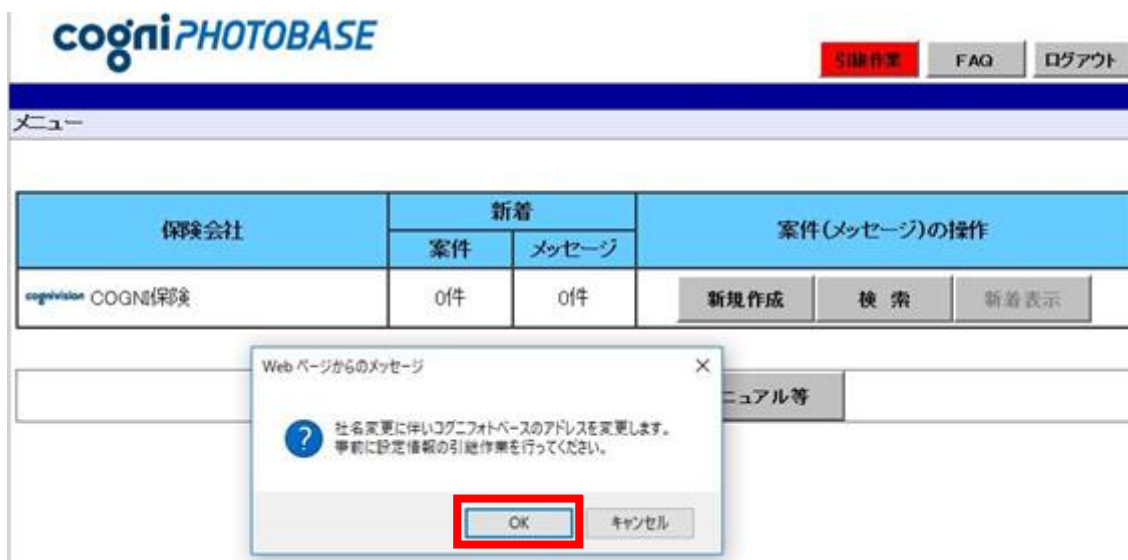 cogni PHOTOBASE
引継作業 FAQ ログアウト
メニュー
保険会社 新着 案件(メッセージ)の操作
案件 メッセージ
cognivision COGNI保険 0件 0件 新規作成 検 索 新着表示
Web ページからのメッセージ
ニュアル等
社名変更に伴いコグニフォトベースのアドレスを変更します。
事前に設定情報の引継作業を行ってください。
OK キャンセル